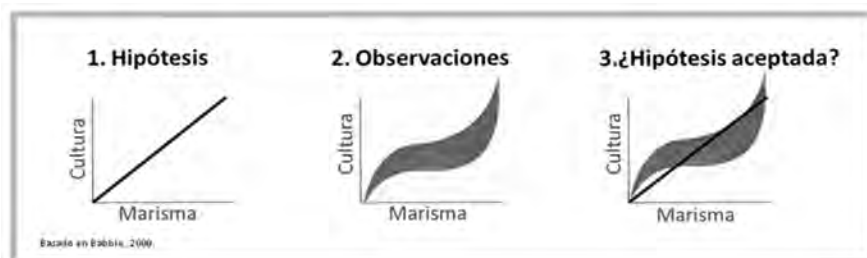 1. Hipótesis
2. Observaciones
3.¿Hipótesis aceptada?
Cultura
Marisma
Cultura
Marisma
Cultura
Marisma
Basado en Babbie, 2000.